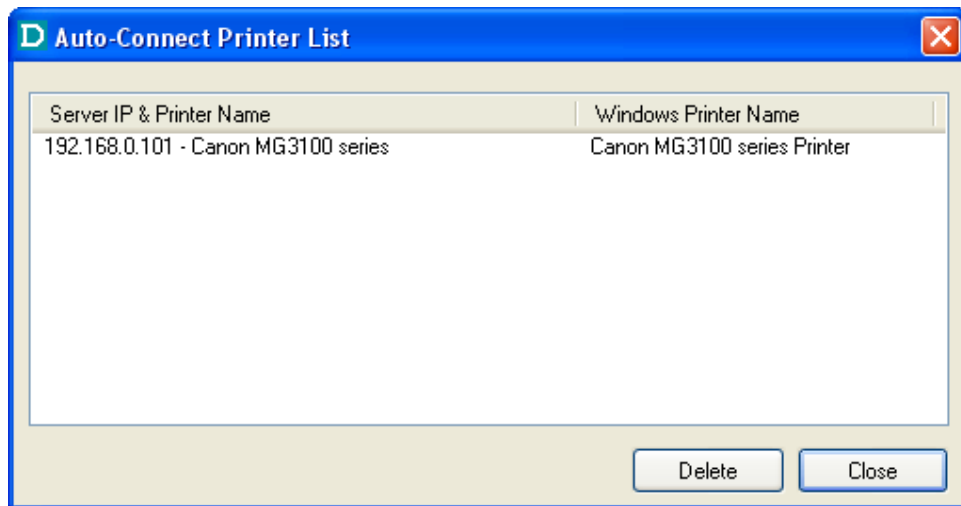 D Auto-Connect Printer List
Server IP & Printer Name Windows Printer Name
192.168.0.101 - Canon MG3100 series Canon MG3100 series Printer
Delete Close